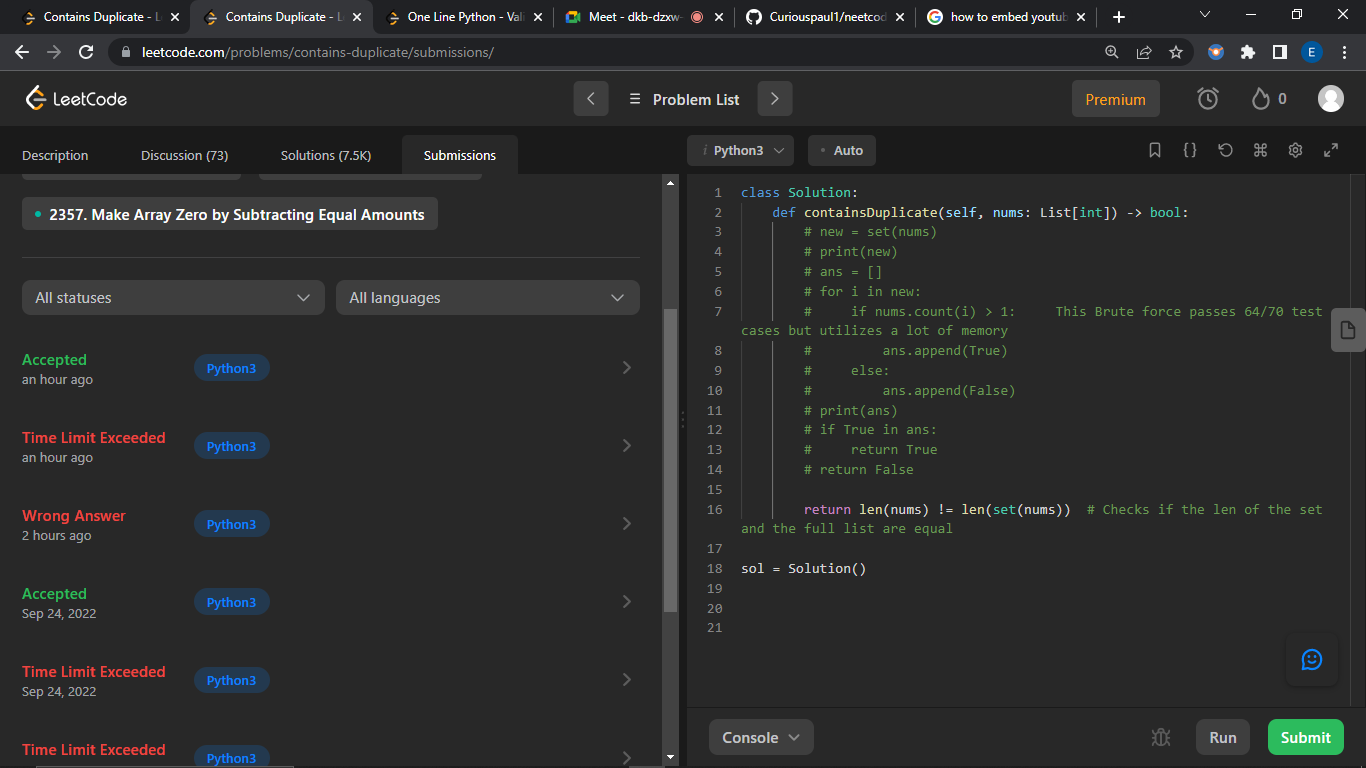 Contains Duplicate - L
Contains Duplicate - L
One Line Python - Vali
Meet - dkb-dzxw-
Curiouspaul1/neetcod
how to embed youtub
leetcode.com/problems/contains-duplicate/submissions/
E
LeetCode
Problem List
Premium
0
Description
Discussion (73)
Solutions (7.5K)
Submissions
i Python3
• Auto
{}
2357. Make Array Zero by Subtracting Equal Amounts
All statuses
All languages
Accepted
an hour ago
Python3
Time Limit Exceeded
an hour ago
Python3
Wrong Answer
2 hours ago
Python3
Accepted
Sep 24, 2022
Python3
Time Limit Exceeded
Sep 24, 2022
Python3
Time Limit Exceeded
Python3
1 class Solution:
2 def containsDuplicate(self, nums: List[int]) -> bool:
3 # new = set(nums)
4 # print(new)
5 # ans = []
6 # for i in new:
7 # if nums.count(i) > 1: This Brute force passes 64/70 test
cases but utilizes a lot of memory
8 # ans.append(True)
9 # else:
10 # ans.append(False)
11 # print(ans)
12 # if True in ans:
13 # return True
14 # return False
15
16 return len(nums) != len(set(nums)) # Checks if the len of the set
and the full list are equal
17
18 sol = Solution()
19
20
21
Console
Run
Submit